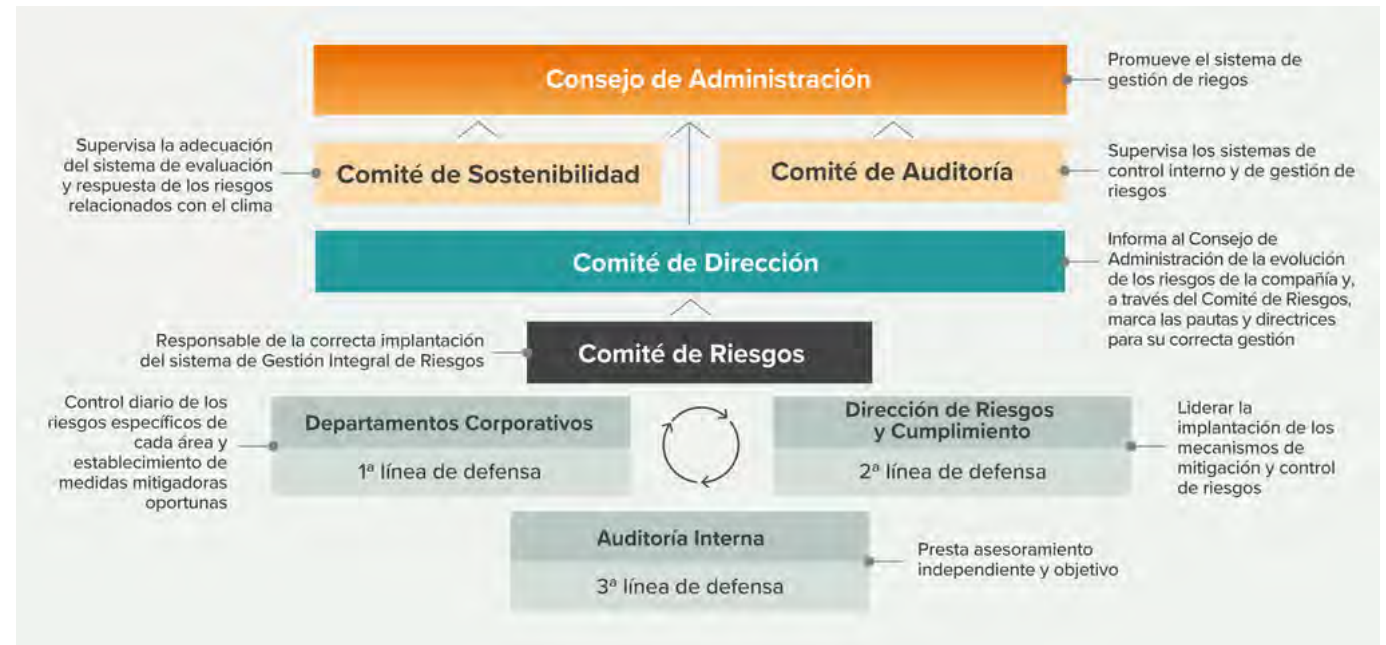 Consejo de Administración
Promueve el sistema de
gestión de riegos
Supervisa la adecuación
del sistema de evaluación
y respuesta de los riesgos
relacionados con el clima
Comité de Sostenibilidad
Comité de Auditoría
Supervisa los sistemas de
control interno y de gestión de
riesgos
Comité de Dirección
Informa al Consejo de
Administración de la evolución
de los riesgos de la compañía y,
a través del Comité de Riesgos,
marca las pautas y directrices
para su correcta gestión
Responsable de la correcta implantación
del sistema de Gestión Integral de Riesgos
Comité de Riesgos
Control diario de los
riesgos específicos de
cada área y
establecimiento de
medidas mitigadoras
oportunas
Departamentos Corporativos
1ª línea de defensa
Dirección de Riesgos
y Cumplimiento
2ª línea de defensa
Liderar la
implantación de los
mecanismos de
mitigación y control
de riesgos
Auditoría Interna
3ª línea de defensa
Presta asesoramiento
independiente y objetivo